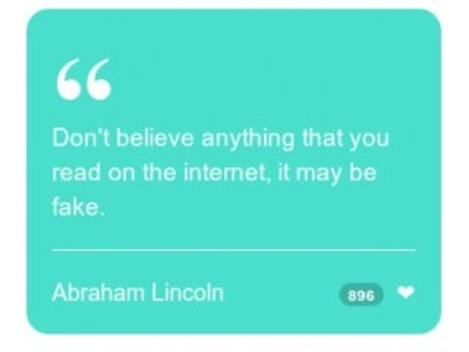 “
Don't believe anything that you
read on the internet, it may be
fake.
Abraham Lincoln
896 ❤